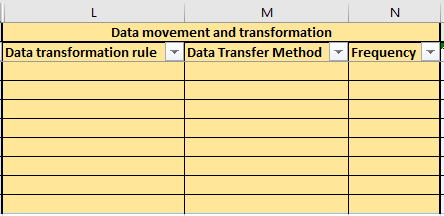 L M N
Data movement and transformation
Data transformation rule Data Transfer Method Frequency